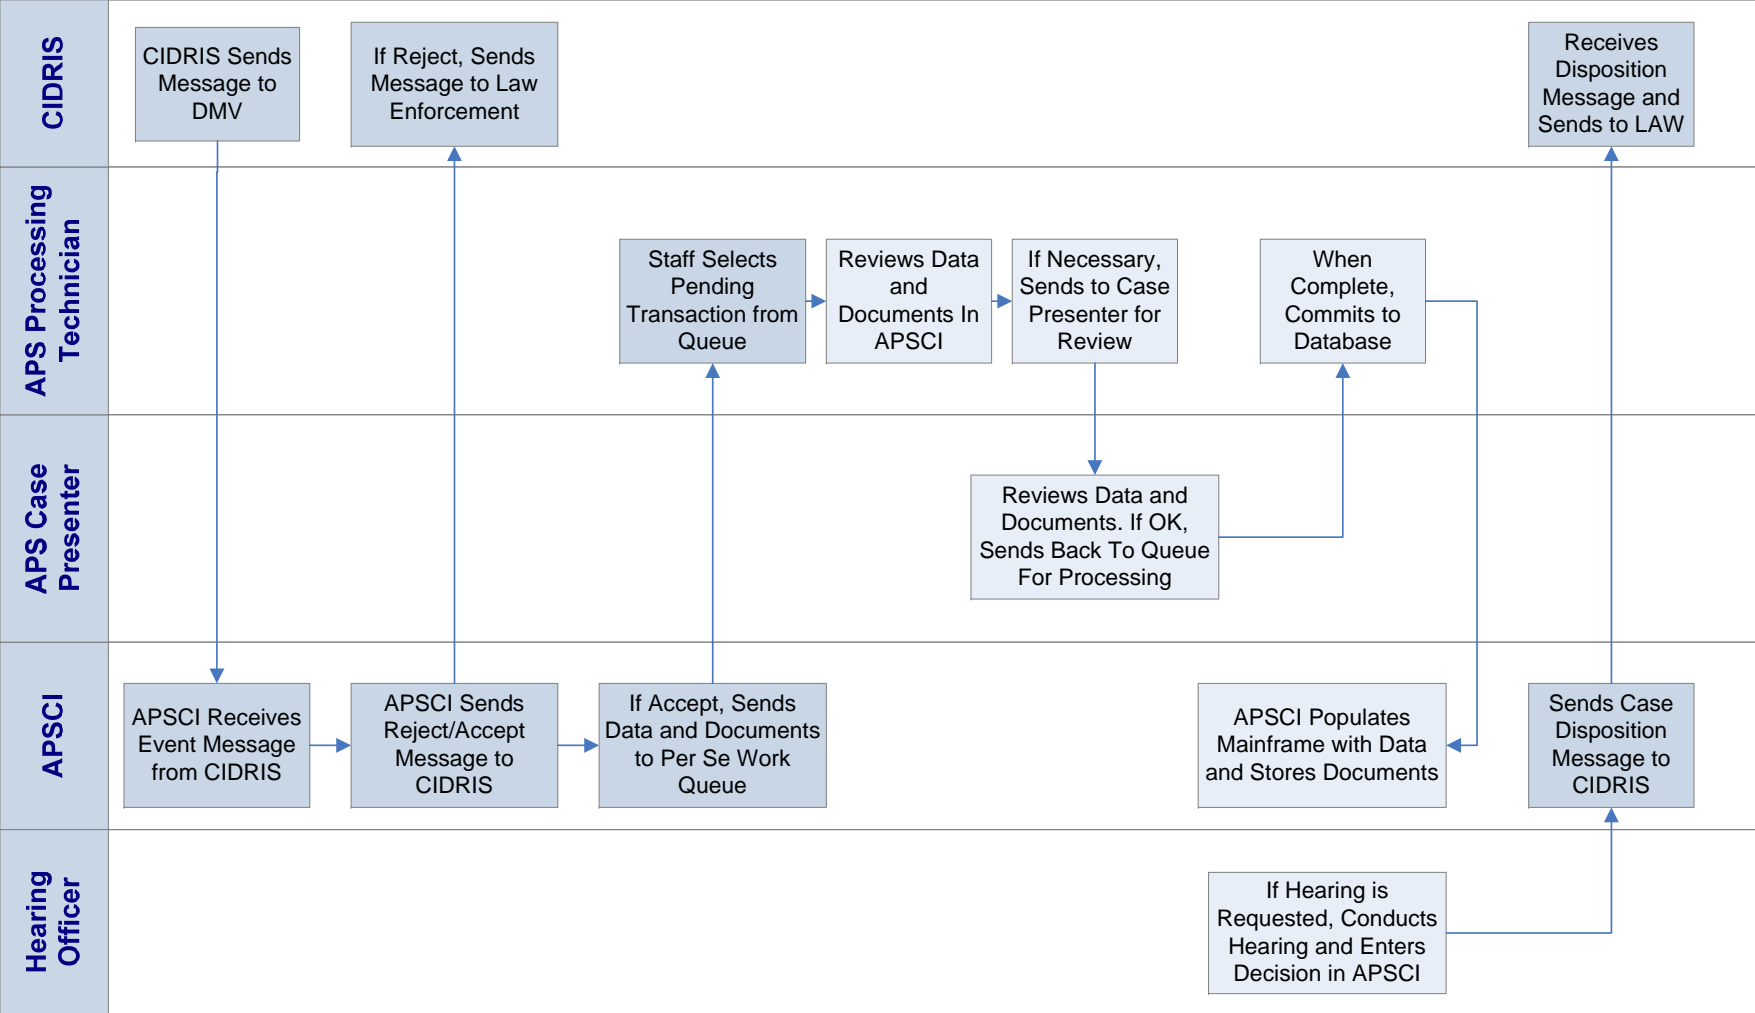 CIDRIS
CIDRIS Sends
Message to
DMV
If Reject, Sends
Message to Law
Enforcement
Receives
Disposition
Message and
Sends to LAW
APS Processing
Technician
Staff Selects
Pending
Transaction from
Queue
Reviews Data
and
Documents In
APSCI
If Necessary,
Sends to Case
Presenter for
Review
When
Complete,
Commits to
Database
APS Case
Presenter
Reviews Data and
Documents. If OK,
Sends Back To Queue
For Processing
APSCI
APSCI Receives
Event Message
from CIDRIS
APSCI Sends
Reject/Accept
Message to
CIDRIS
If Accept, Sends
Data and Documents
to Per Se Work
Queue
APSCI Populates
Mainframe with Data
and Stores Documents
Sends Case
Disposition
Message to
CIDRIS
Hearing
Officer
If Hearing is
Requested, Conducts
Hearing and Enters
Decision in APSCI